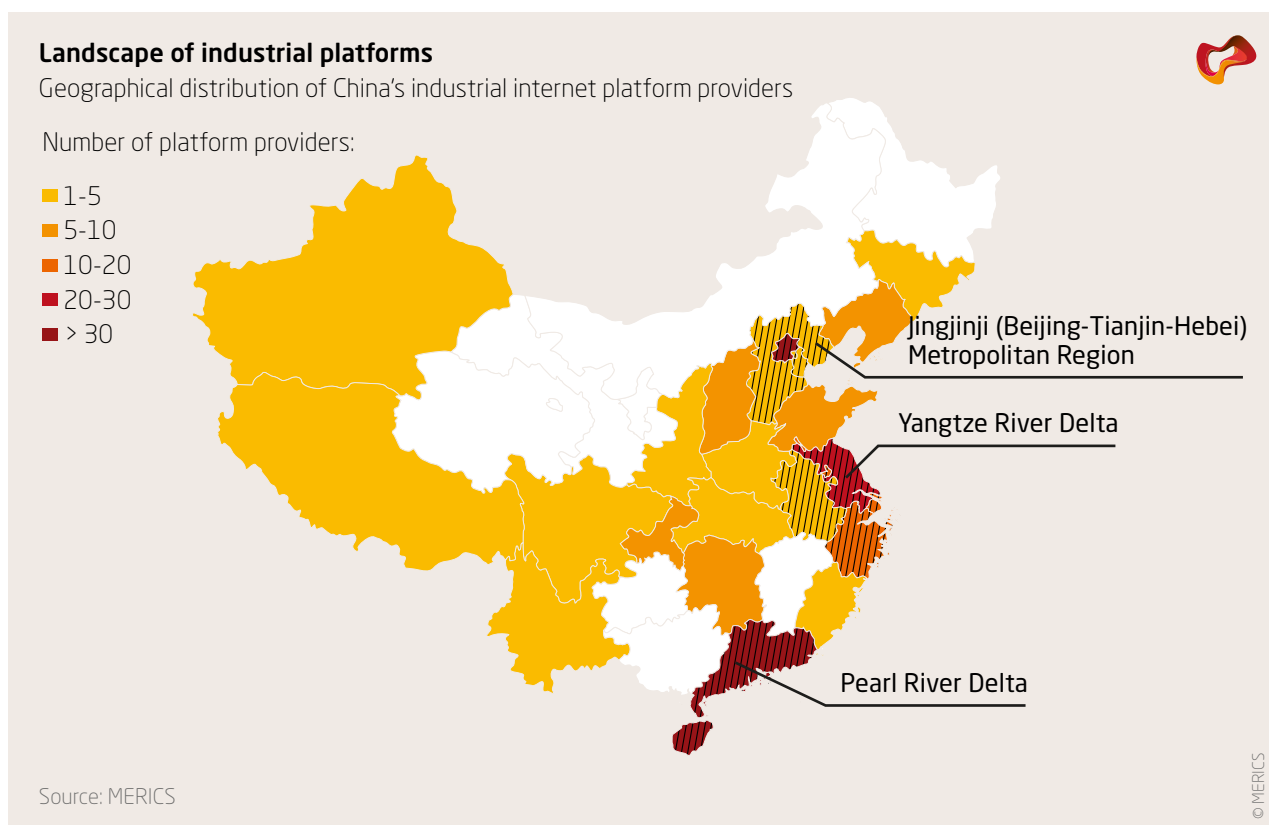 Landscape of industrial platforms
Geographical distribution of China's industrial internet platform providers
Number of platform providers:
1-5
5-10
10-20
20-30
> 30
Jingjinji (Beijing-Tianjin-Hebei)
Metropolitan Region
Yangtze River Delta
Pearl River Delta
Source: MERICS
© MERICS